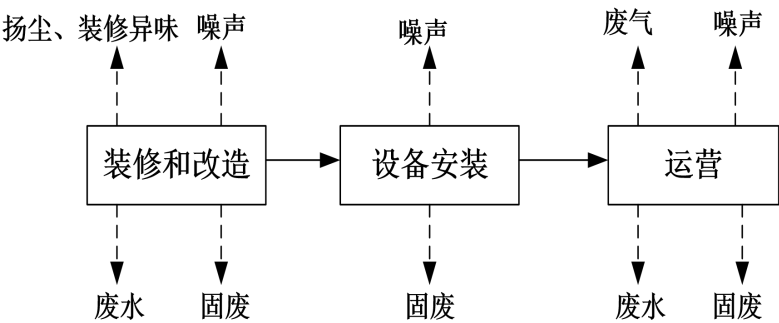 扬尘、装修异味 噪声 噪声 废气 噪声
装修和改造 设备安装 运营
废水 固废 固废 废水 固废